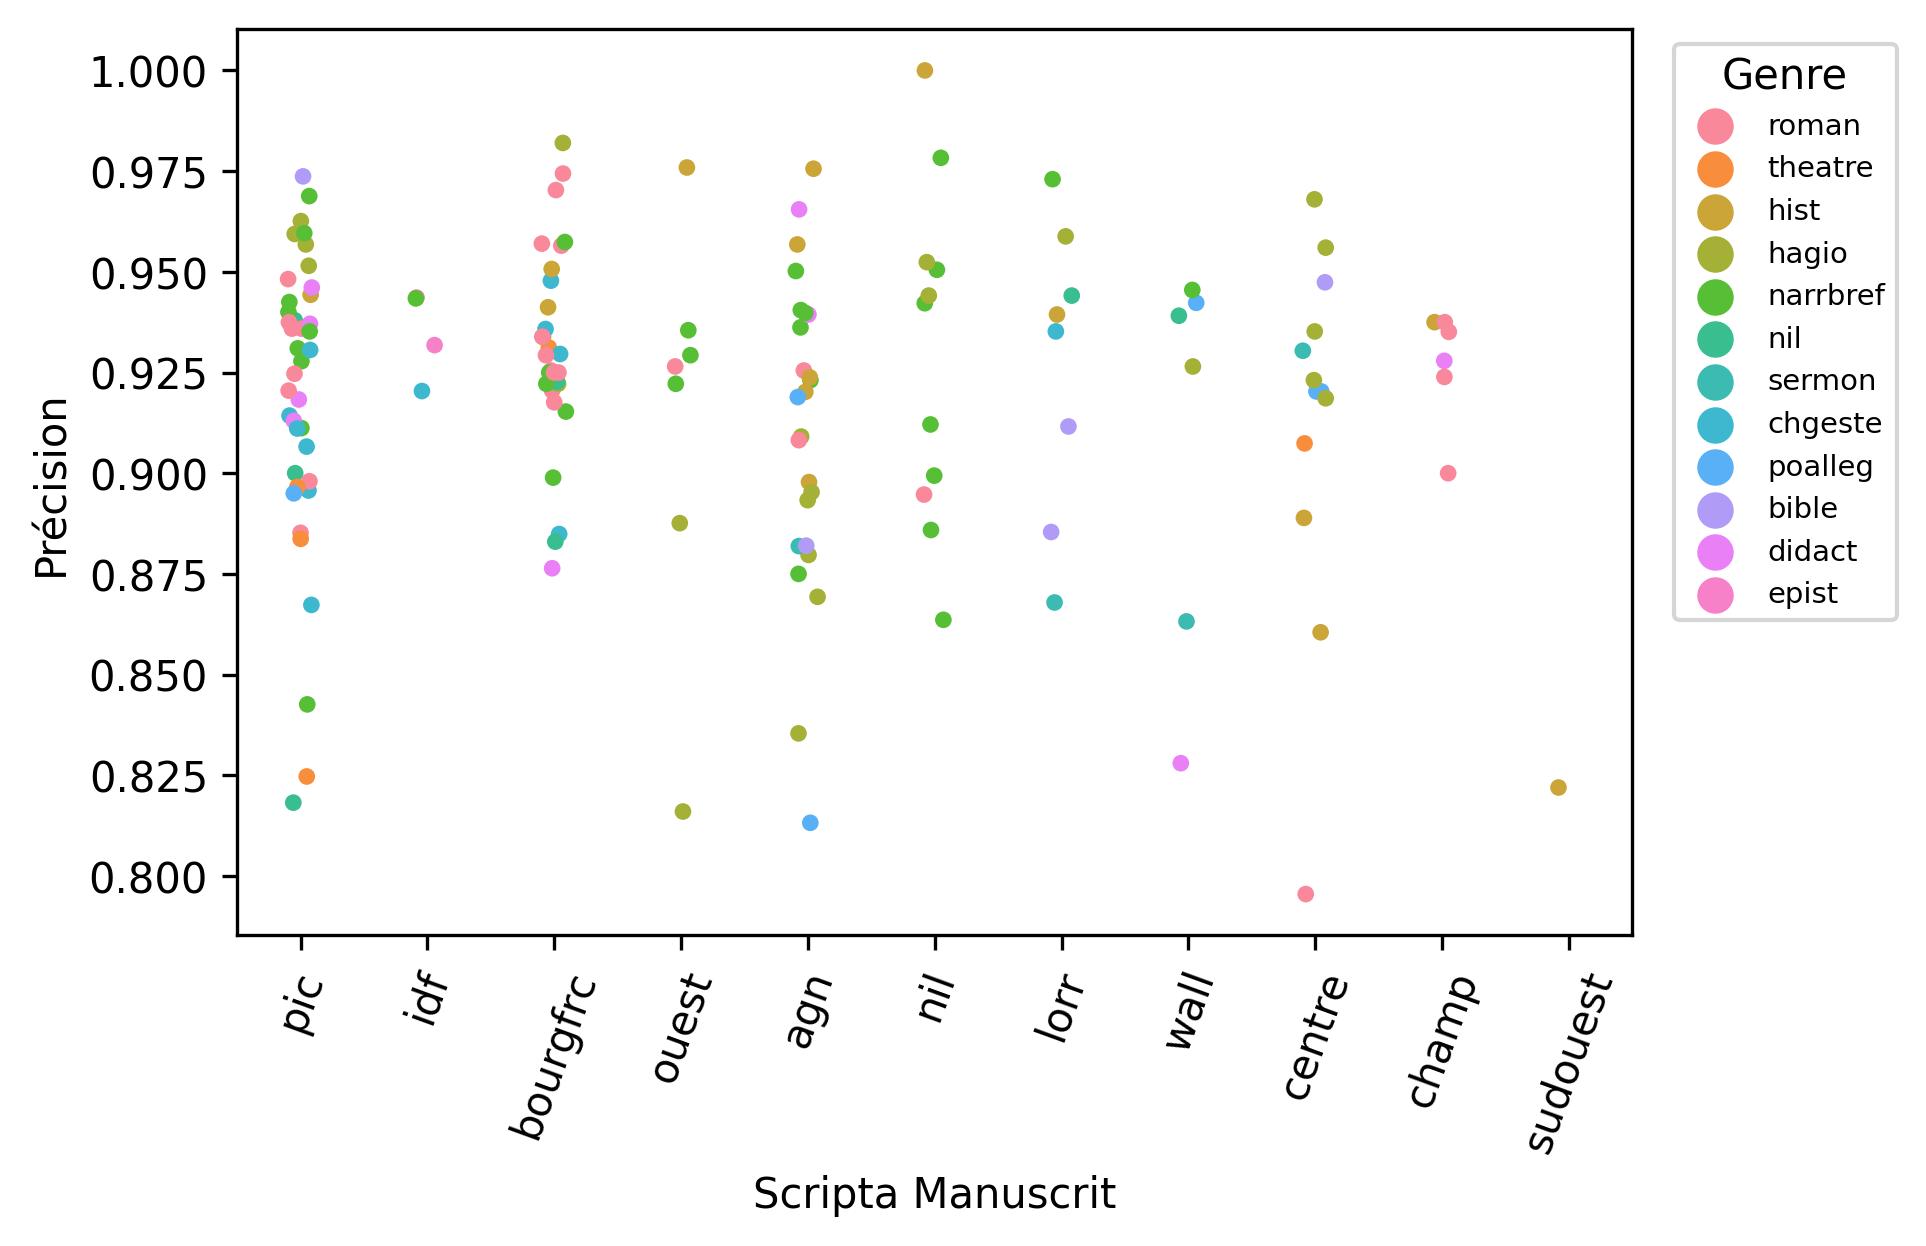 1.000
0.975
0.950
0.925
0.900
0.875
0.850
0.825
0.800
Précision
pic
idf
bourgfrc
ouest
agn
nil
lorr
wall
centre
champ
sudouest
Scripta Manuscrit
Genre
roman
theatre
hist
hagio
narrbref
nil
sermon
chgeste
poalleg
bible
didact
epist